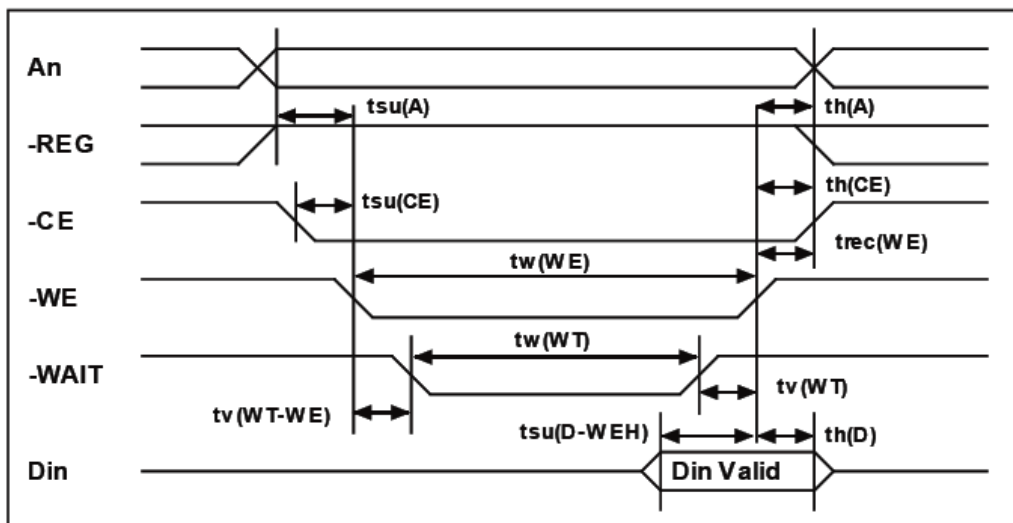 An
tsu(A)
th(A)
-REG
tsu(CE)
th(CE)
-CE
tw(WE)
trec(WE)
-WE
tw(WT)
-WAIT
tv(WT-WE)
tv(WT)
tsu(D-WEH)
th(D)
Din
Din Valid